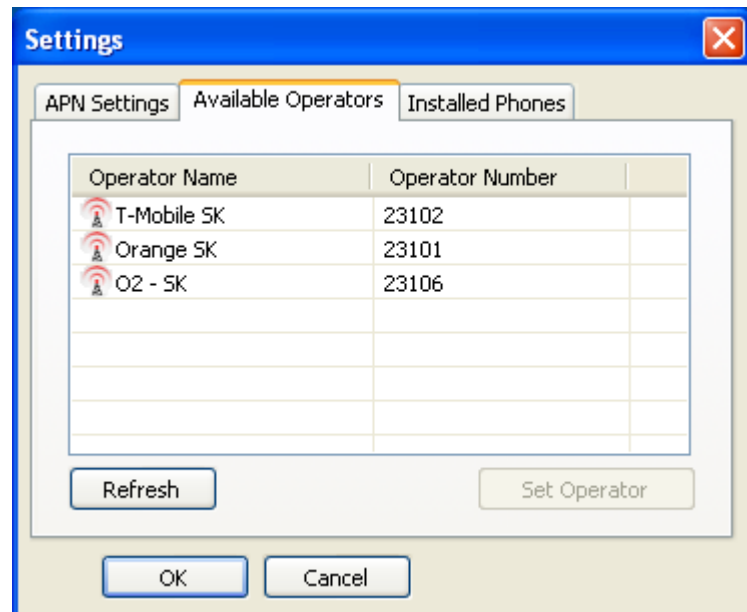 Settings
APN Settings Available Operators Installed Phones
Operator Name Operator Number
T-Mobile SK 23102
Orange SK 23101
O2 - SK 23106
Refresh Set Operator
OK Cancel